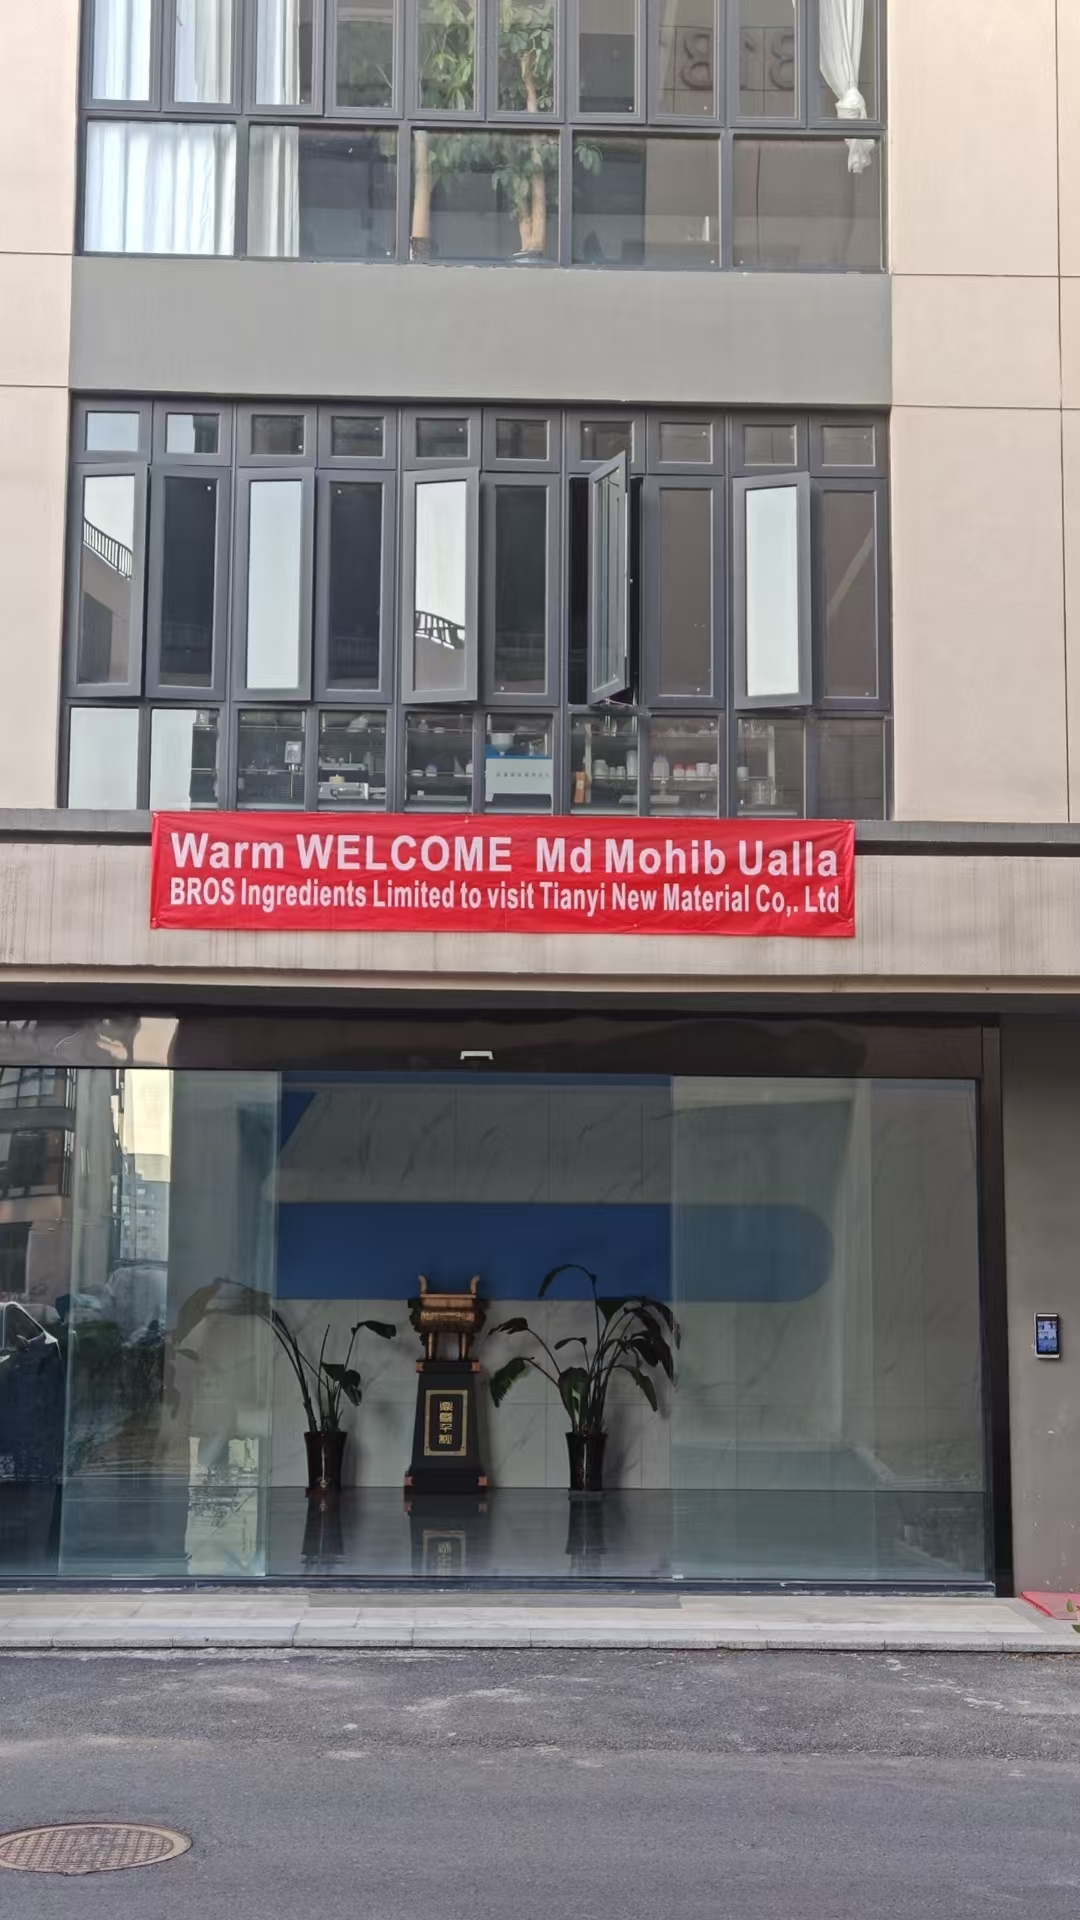 Warm WELCOME Md Mohib Ualla
BROS Ingredients Limited to visit Tianyi New Material Co,. Ltd